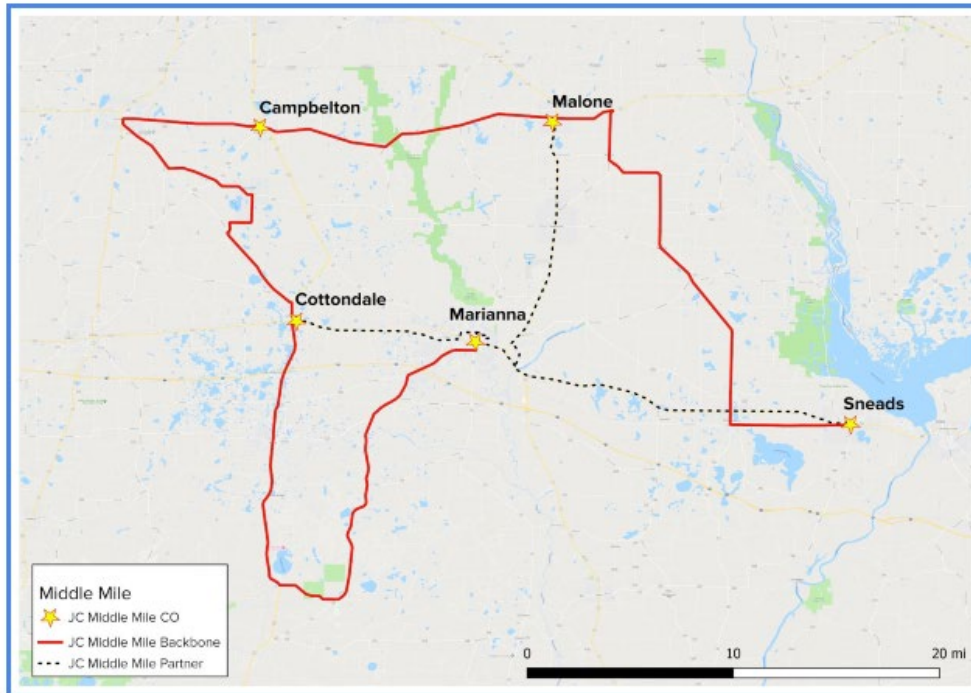 Campbelton
Malone
Cottondale
Marianna
Sneads
Middle Mile
JC Middle Mile CO
JC Middle Mile Backbone
JC Middle Mile Partner
0
10
20 mi